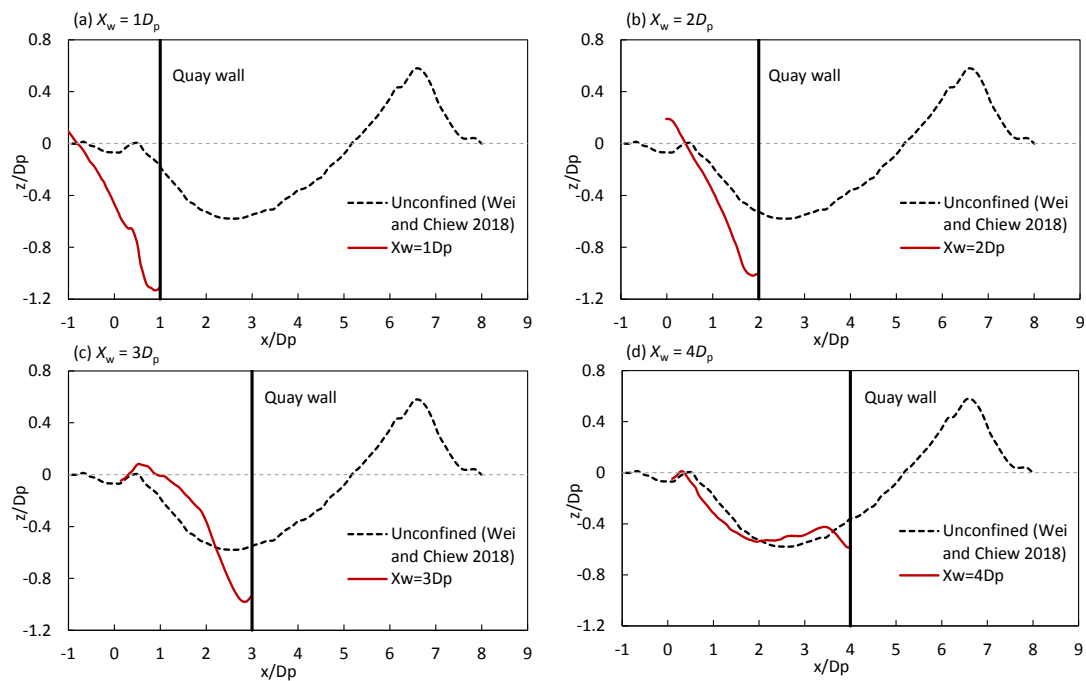 (a) Xw = 1Dp
0.8
0.4
0
-0.4
-0.8
-1.2
z/Dp
Quay wall
Unconfined (Wei
and Chiew 2018)
Xw=1Dp
-1 0 1 2 3 4 5 6 7 8 9
x/Dp
(b) Xw = 2Dp
0.8
0.4
0
-0.4
-0.8
-1.2
z/Dp
Quay wall
Unconfined (Wei
and Chiew 2018)
Xw=2Dp
-1 0 1 2 3 4 5 6 7 8 9
x/Dp
(c) Xw = 3Dp
0.8
0.4
0
-0.4
-0.8
-1.2
z/Dp
Quay wall
Unconfined (Wei
and Chiew 2018)
Xw=3Dp
-1 0 1 2 3 4 5 6 7 8 9
x/Dp
(d) Xw = 4Dp
0.8
0.4
0
-0.4
-0.8
-1.2
z/Dp
Quay wall
Unconfined (Wei
and Chiew 2018)
Xw=4Dp
-1 0 1 2 3 4 5 6 7 8 9
x/Dp